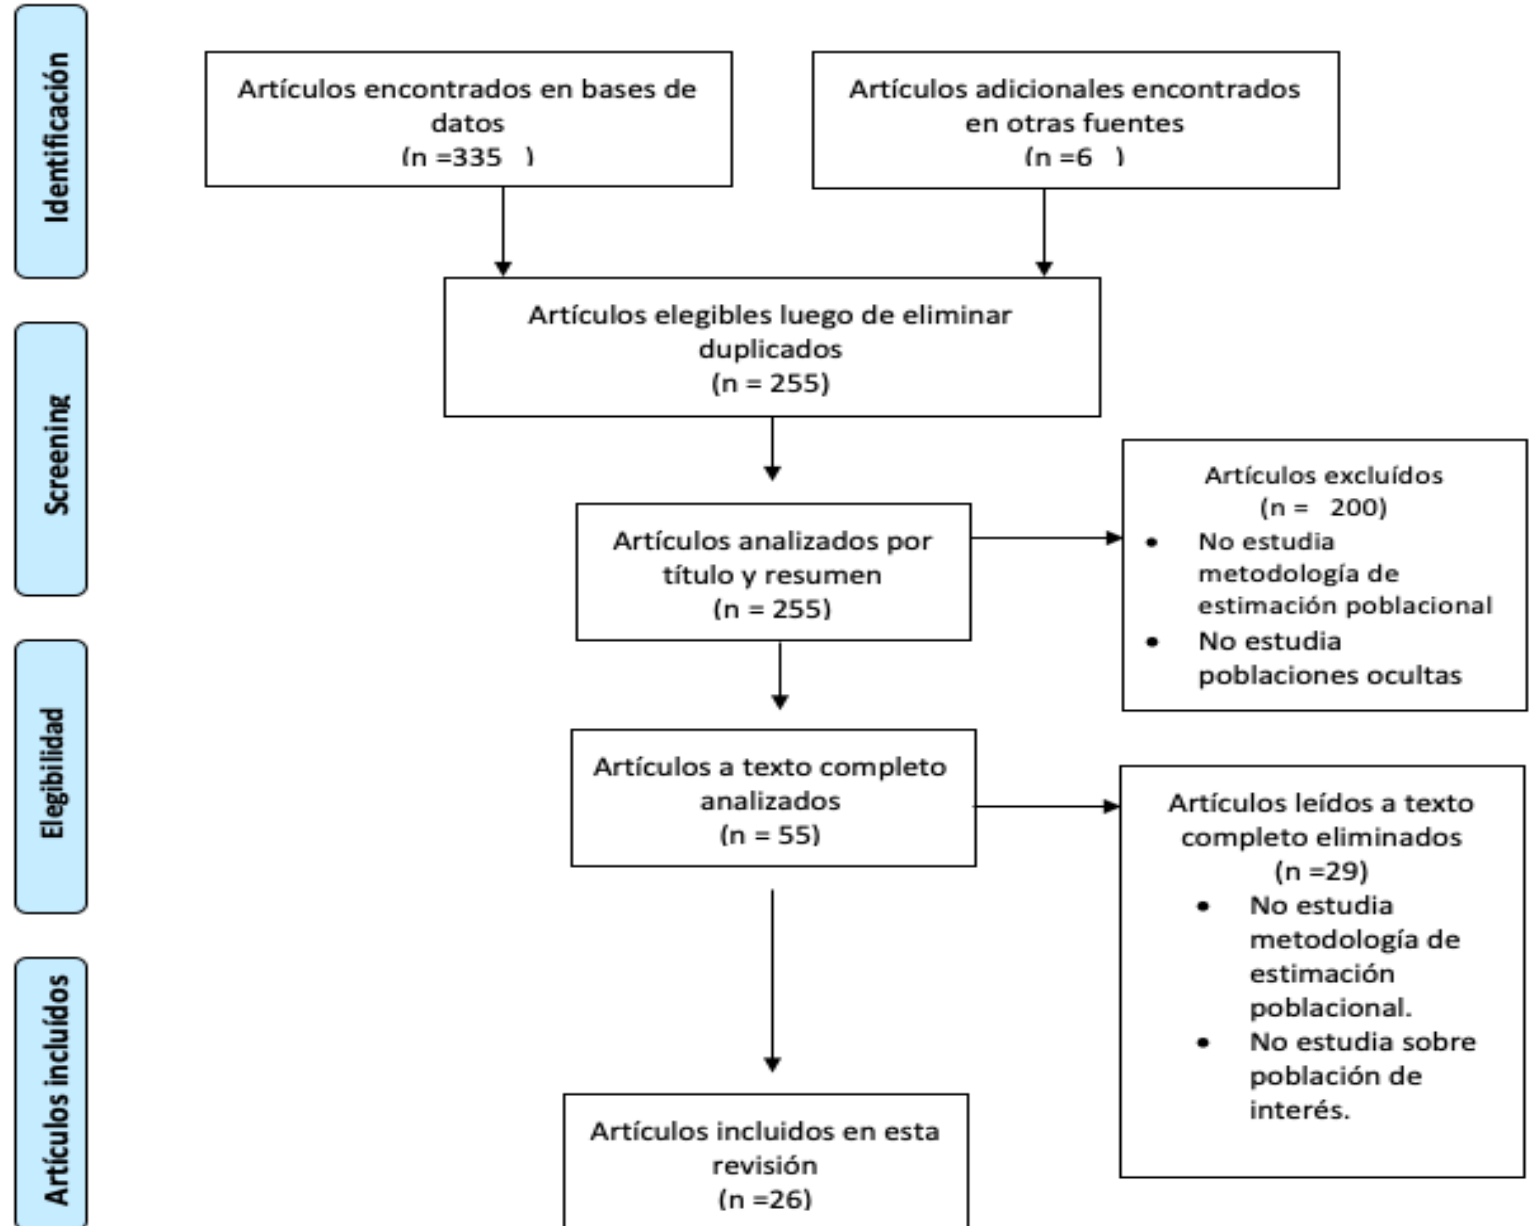 Identificación
Artículos encontrados en bases de
datos
(n =335   )
Artículos adicionales encontrados
en otras fuentes
(n =6   )
Artículos elegibles luego de eliminar
duplicados
(n = 255)
Screening
Artículos analizados por
título y resumen
(n = 255)
Artículos excluídos
(n =   200)
• No estudia
metodología de
estimación poblacional
• No estudia
poblaciones ocultas
Elegibilidad
Artículos a texto completo
analizados
(n = 55)
Artículos leídos a texto
completo eliminados
(n =29)
• No estudia
metodología de
estimación
poblacional.
• No estudia sobre
población de
interés.
Artículos incluídos
Artículos incluidos en esta
revisión
(n =26)